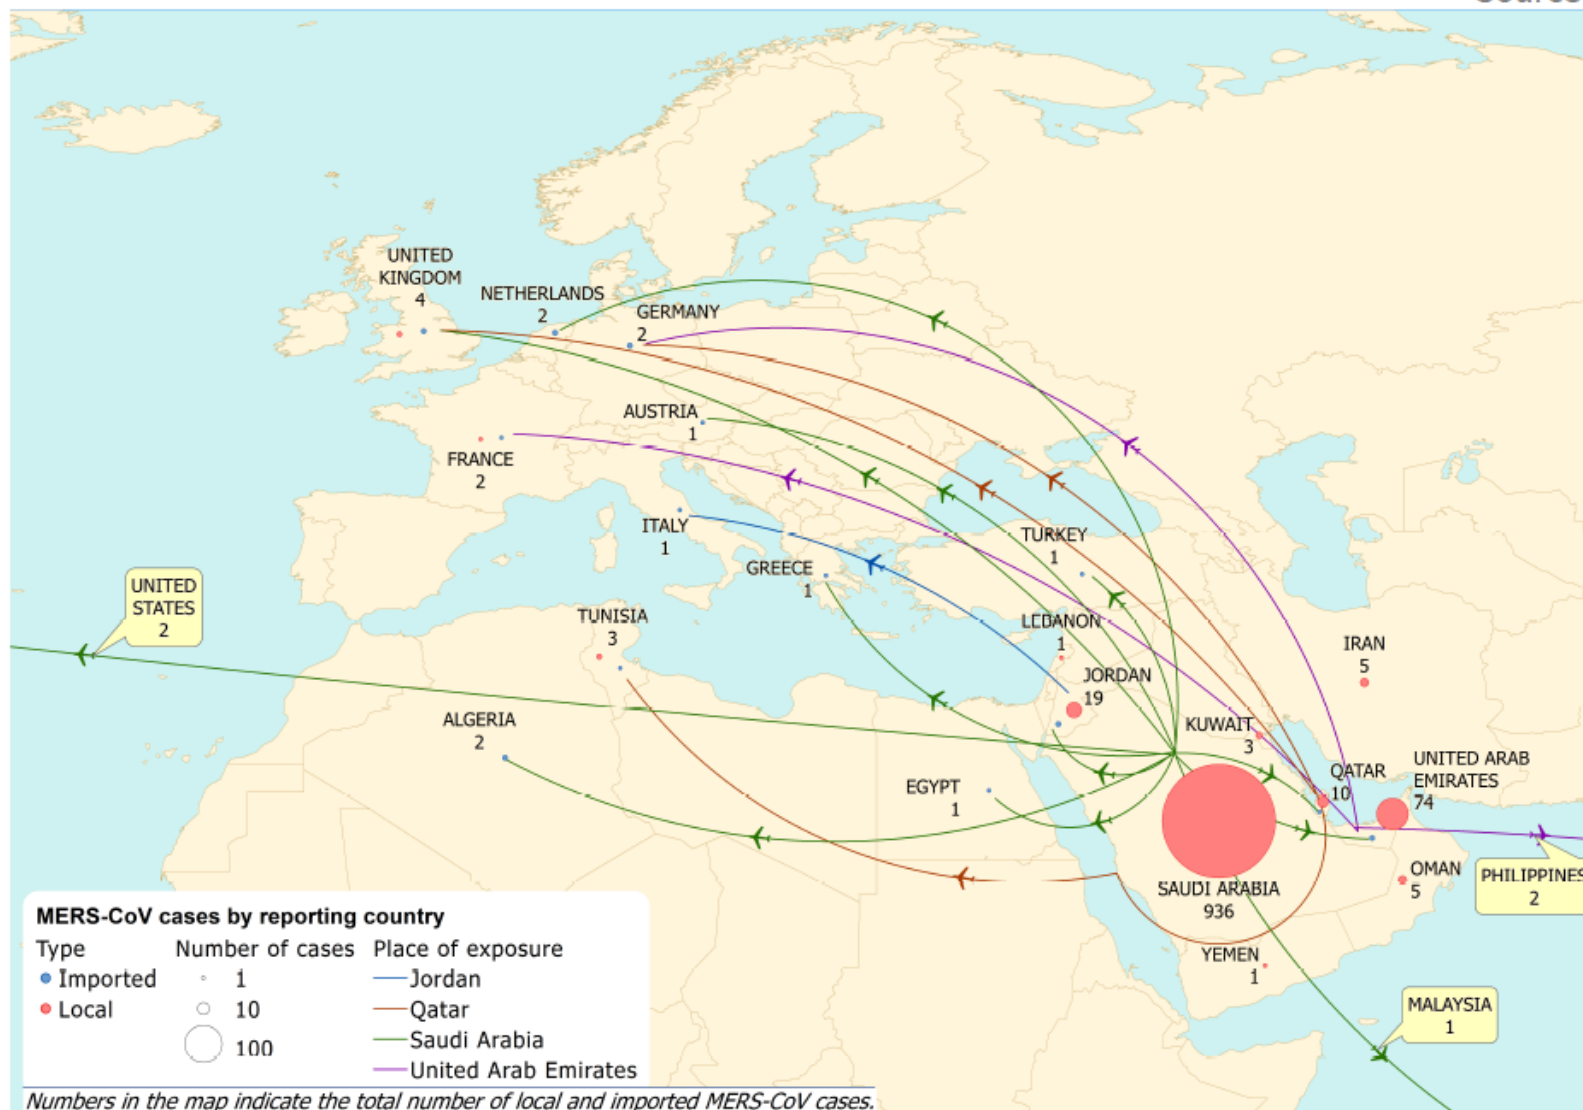 UNITED
KINGDOM
4
NETHERLANDS
2
GERMANY
2
AUSTRIA
1
FRANCE
2
ITALY
1
GREECE
1
TURKEY
1
UNITED
STATES
2
TUNISIA
3
LEBANON
1
JORDAN
19
IRAN
5
ALGERIA
2
KUWAIT
3
EGYPT
1
QATAR
10
UNITED ARAB
EMIRATES
74
SAUDI ARABIA
936
OMAN
5
PHILIPPINES
2
YEMEN
1
MALAYSIA
1
MERS-CoV cases by reporting country
Type Number of cases Place of exposure
Imported 1 Jordan
Local 10 Qatar
100 Saudi Arabia
United Arab Emirates
Numbers in the map indicate the total number of local and imported MERS-CoV cases.